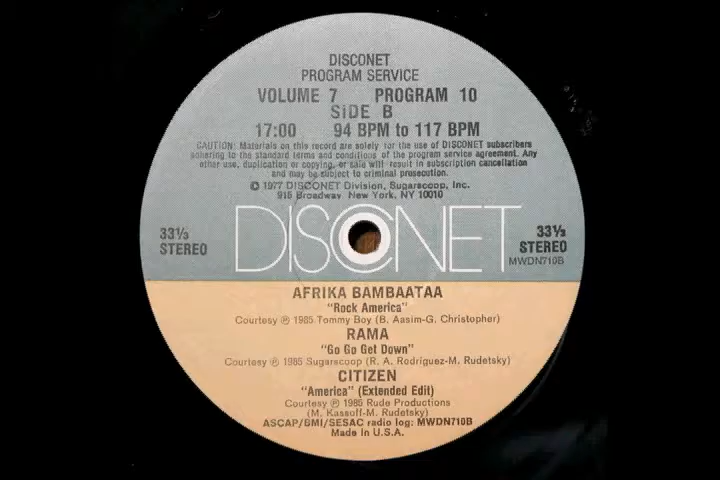 DISCONET
PROGRAM SERVICE
VOLUME 7 PROGRAM 10
SIDE B
17:00 94 BPM to 117 BPM
CAUTION: Materials on this record are solely for the use of DISCONET subscribers
adhering to the standard terms and conditions of the program service agreement. Any
other use, duplication or copying, or sale will result in subscription cancellation
and may be subject to criminal prosecution.
© 1977 DISCONET Division, Sugarscoop, Inc.
915 Broadway, New York, NY 10010
33⅓
STEREO
DISCONET
33⅓
STEREO
MWDN710B
AFRIKA BAMBAATAA
"Rock America"
Courtesy ℗ 1985 Tommy Boy (B. Aasim-G. Christopher)
RAMA
"Go Go Get Down"
Courtesy ℗ 1985 Sugarscoop (R. A. Rodriguez-M. Rudetsky)
CITIZEN
"America" (Extended Edit)
Courtesy ℗ 1985 Rude Productions
(M. Kassoff-M. Rudetsky)
ASCAP/BMI/SESAC radio log: MWDN710B
Made in U.S.A.